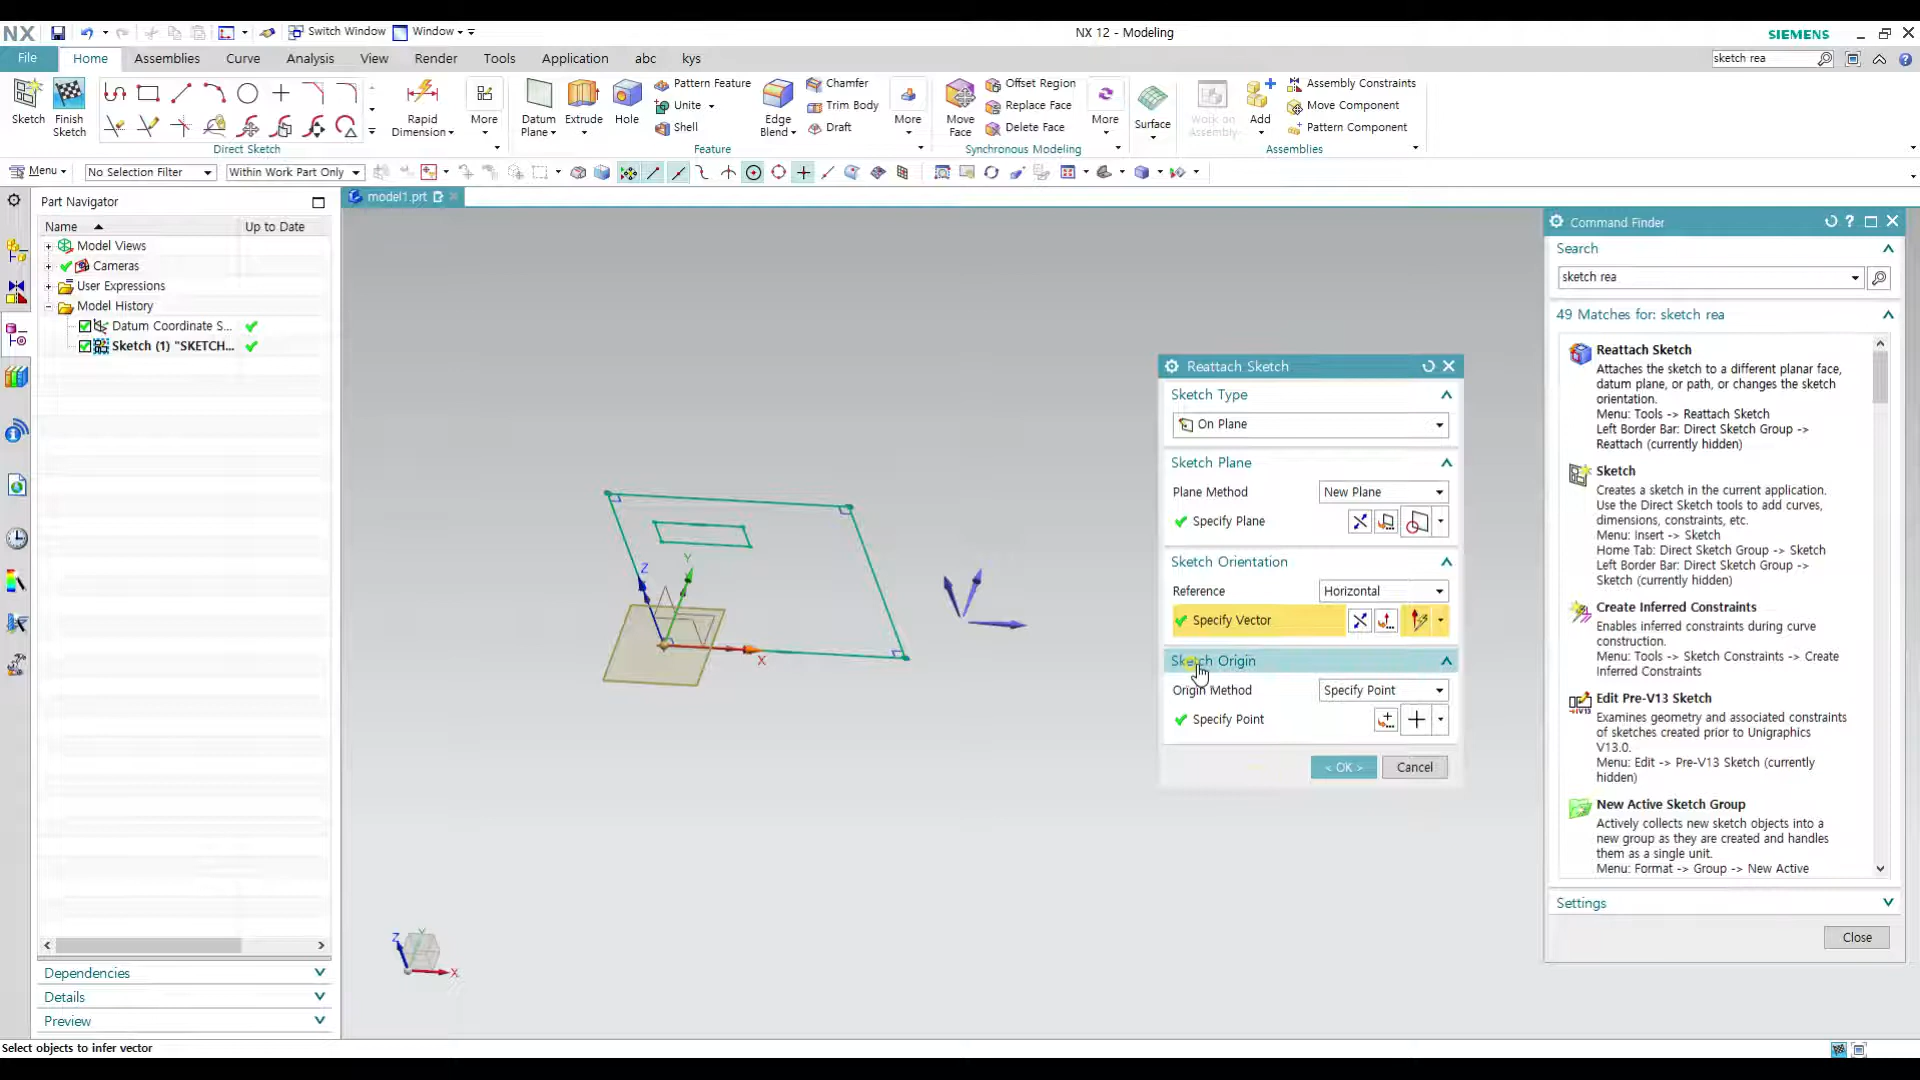 NX
Switch Window
Window
NX 12 - Modeling
SIEMENS
File
Home
Assemblies
Curve
Analysis
View
Render
Tools
Application
abc
kys
sketch rea
Sketch
Finish
Sketch
Rapid
Dimension
More
Direct Sketch
Datum
Plane
Extrude
Hole
Pattern Feature
Unite
Shell
Edge
Blend
Chamfer
Trim Body
Draft
More
Feature
Move
Face
Offset Region
Replace Face
Delete Face
More
Synchronous Modeling
Surface
Work on
Assembly
Add
Assembly Constraints
Move Component
Pattern Component
Assemblies
Menu
No Selection Filter
Within Work Part Only
Part Navigator
Name
Up to Date
Model Views
Cameras
User Expressions
Model History
Datum Coordinate S...
Sketch (1) "SKETCH...
Dependencies
Details
Preview
Select objects to infer vector
model1.prt
Z
Y
X
Z
Y
X
Reattach Sketch
Sketch Type
On Plane
Sketch Plane
Plane Method
New Plane
Specify Plane
Sketch Orientation
Reference
Horizontal
Specify Vector
Sketch Origin
Origin Method
Specify Point
Specify Point
< OK >
Cancel
Command Finder
Search
sketch rea
49 Matches for: sketch rea
Reattach Sketch
Attaches the sketch to a different planar face,
datum plane, or path, or changes the sketch
orientation.
Menu: Tools -> Reattach Sketch
Left Border Bar: Direct Sketch Group ->
Reattach (currently hidden)
Sketch
Creates a sketch in the current application.
Use the Direct Sketch tools to add curves,
dimensions, constraints, etc.
Menu: Insert -> Sketch
Home Tab: Direct Sketch Group -> Sketch
Left Border Bar: Direct Sketch Group ->
Sketch (currently hidden)
Create Inferred Constraints
Enables inferred constraints during curve
construction.
Menu: Tools -> Sketch Constraints -> Create
Inferred Constraints
Edit Pre-V13 Sketch
Examines geometry and associated constraints
of sketches created prior to Unigraphics
V13.0.
Menu: Edit -> Pre-V13 Sketch (currently
hidden)
New Active Sketch Group
Actively collects new sketch objects into a
new group as they are created and handles
them as a single unit.
Menu: Format -> Group -> New Active
Settings
Close